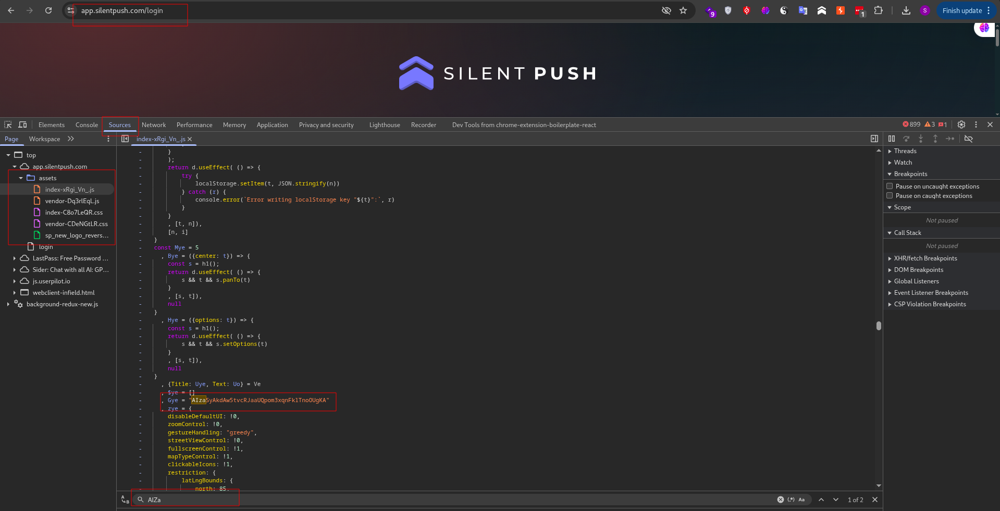 app.silentpush.com/login
9
1
S
Finish update
SILENT PUSH
Elements
Console
Sources
Network
Performance
Memory
Application
Privacy and security
Lighthouse
Recorder
Dev Tools from chrome-extension-boilerplate-react
899
3
1
Page
Workspace
index-xRgi_Vn_.js
top
app.silentpush.com
assets
index-xRgi_Vn_.js
vendor-Dq3rlEqL.js
index-C8o7LeQR.css
vendor-CDeNGtLR.css
sp_new_logo_revers...
login
LastPass: Free Password ...
Sider: Chat with all AI: GP...
js.userpilot.io
webclient-infield.html
background-redux-new.js
- }
- );
- return d.useEffect( () => {
- try {
- localStorage.setItem(t, JSON.stringify(n))
- } catch (r) {
- console.error(`Error writing localStorage key "${t}":`, r)
- }
- }
- , [t, n]),
- [n, i]
- }
- const Mye = 5
- , Bye = ({center: t}) => {
- const s = h1();
- return d.useEffect( () => {
- s && t && s.panTo(t)
- }
- , [s, t]),
- null
- }
- , Hye = ({options: t}) => {
- const s = h1();
- return d.useEffect( () => {
- s && t && s.setOptions(t)
- }
- , [s, t]),
- null
- }
- , {Title: Uye, Text: Uo} = Ve
- , $ye = []
- , Gye = "AIzaSyAkdAw5tvcRJaaUQpom3xqnFklTnoOUgKA"
- , zye = {
- disableDefaultUI: !0,
- zoomControl: !0,
- gestureHandling: "greedy",
- streetViewControl: !0,
- fullscreenControl: !1,
- mapTypeControl: !1,
- clickableIcons: !1,
- restriction: {
- latLngBounds: {
- north: 85,
AIZa
(.*)
Aa
1 of 2
Threads
Watch
Breakpoints
Pause on uncaught exceptions
Pause on caught exceptions
Scope
Not paused
Call Stack
Not paused
XHR/fetch Breakpoints
DOM Breakpoints
Global Listeners
Event Listener Breakpoints
CSP Violation Breakpoints